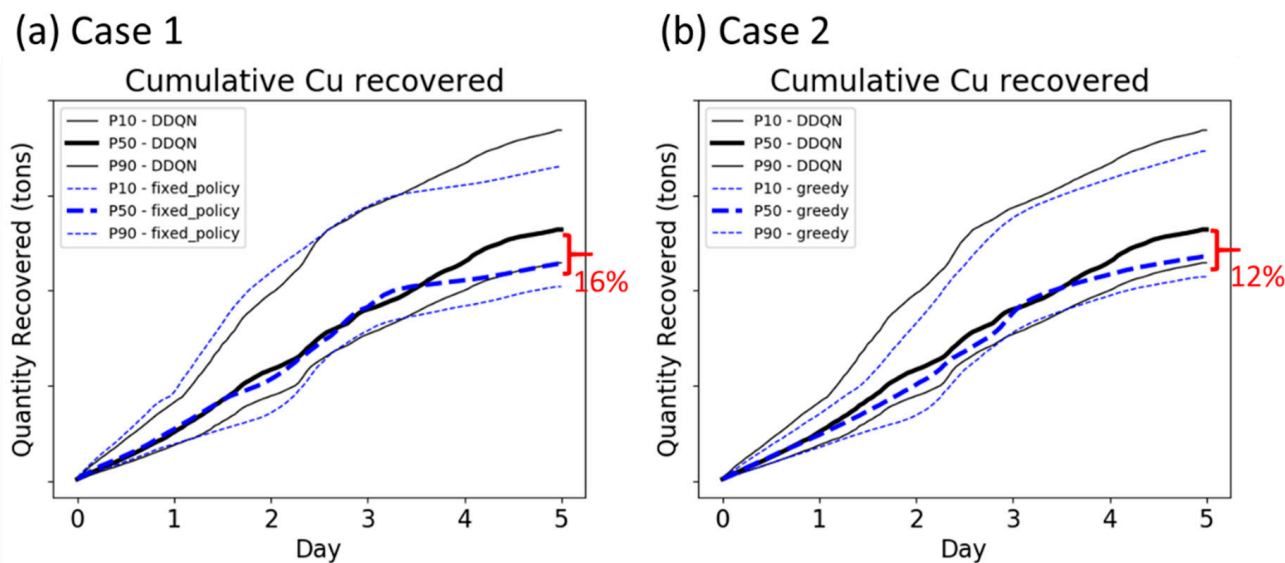 (a) Case 1
Cumulative Cu recovered
P10 - DDQN
P50 - DDQN
P90 - DDQN
P10 - fixed_policy
P50 - fixed_policy
P90 - fixed_policy
Quantity Recovered (tons)
16%
0 1 2 3 4 5
Day
(b) Case 2
Cumulative Cu recovered
P10 - DDQN
P50 - DDQN
P90 - DDQN
P10 - greedy
P50 - greedy
P90 - greedy
Quantity Recovered (tons)
12%
0 1 2 3 4 5
Day